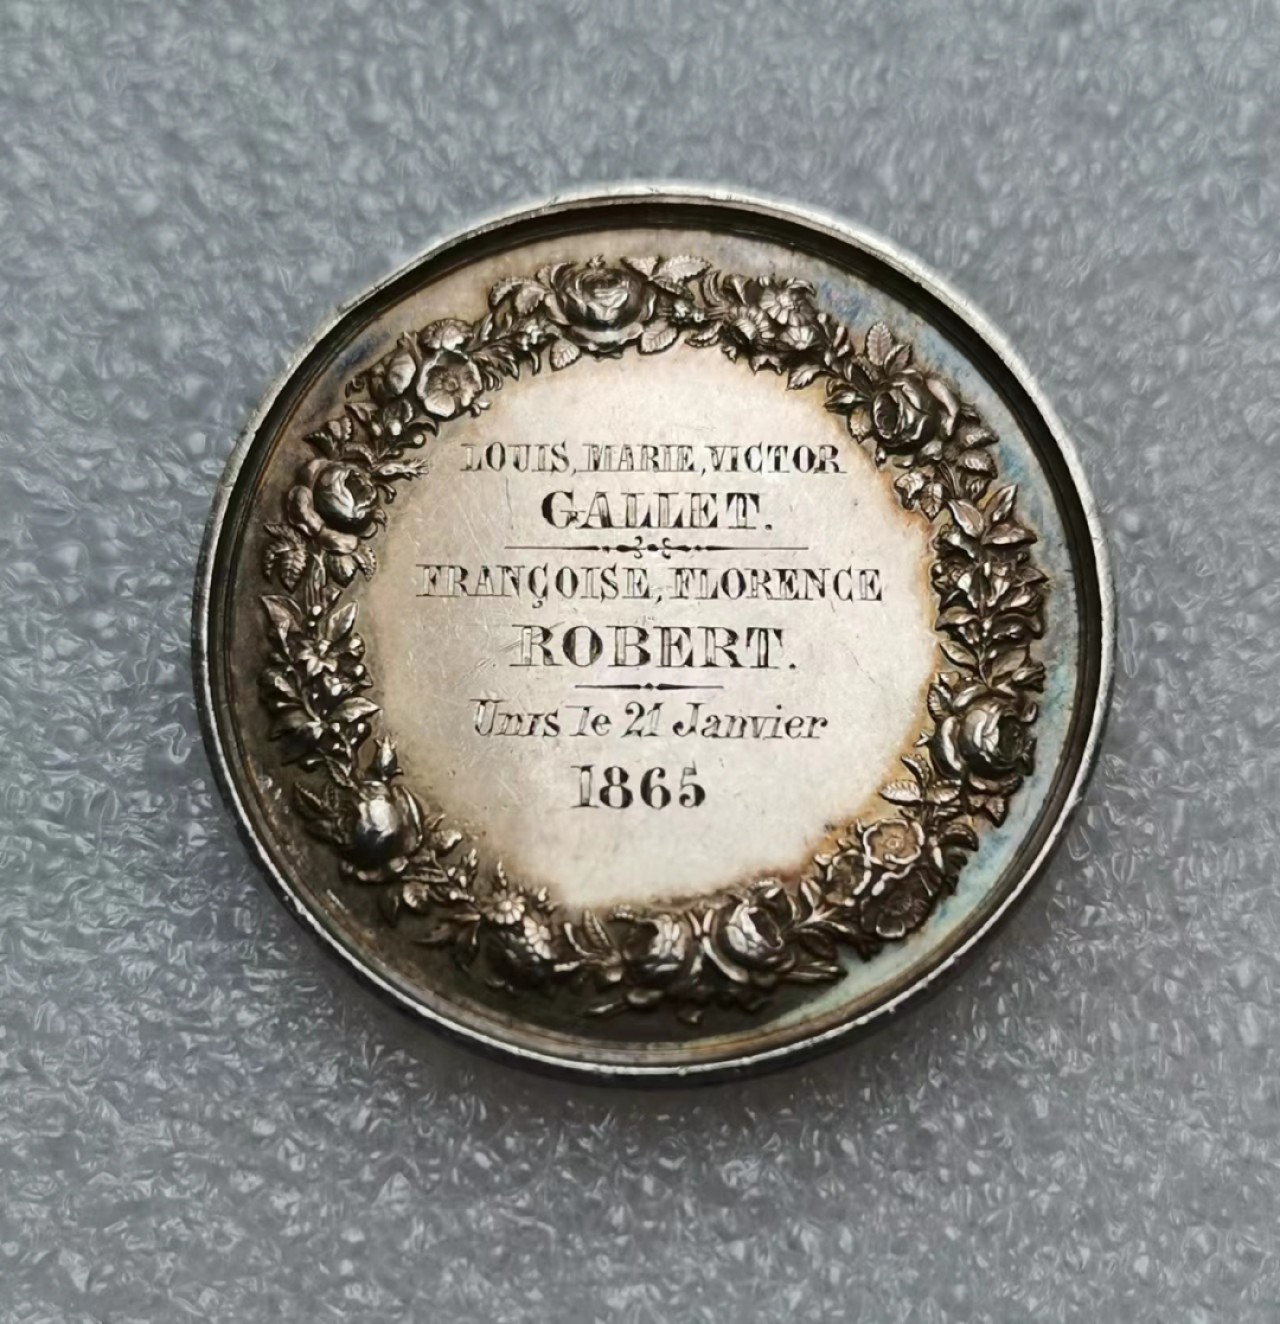 LOUIS, MARIE, VICTOR
GALLET.
FRANÇOISE, FLORENCE
ROBERT.
Unis le 21 Janvier
1865